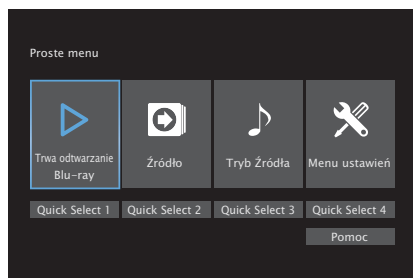 Proste menu
Trwa odtwarzanie
Blu-ray
Źródło
Tryb Źródła
Menu ustawień
Quick Select 1
Quick Select 2
Quick Select 3
Quick Select 4
Pomoc